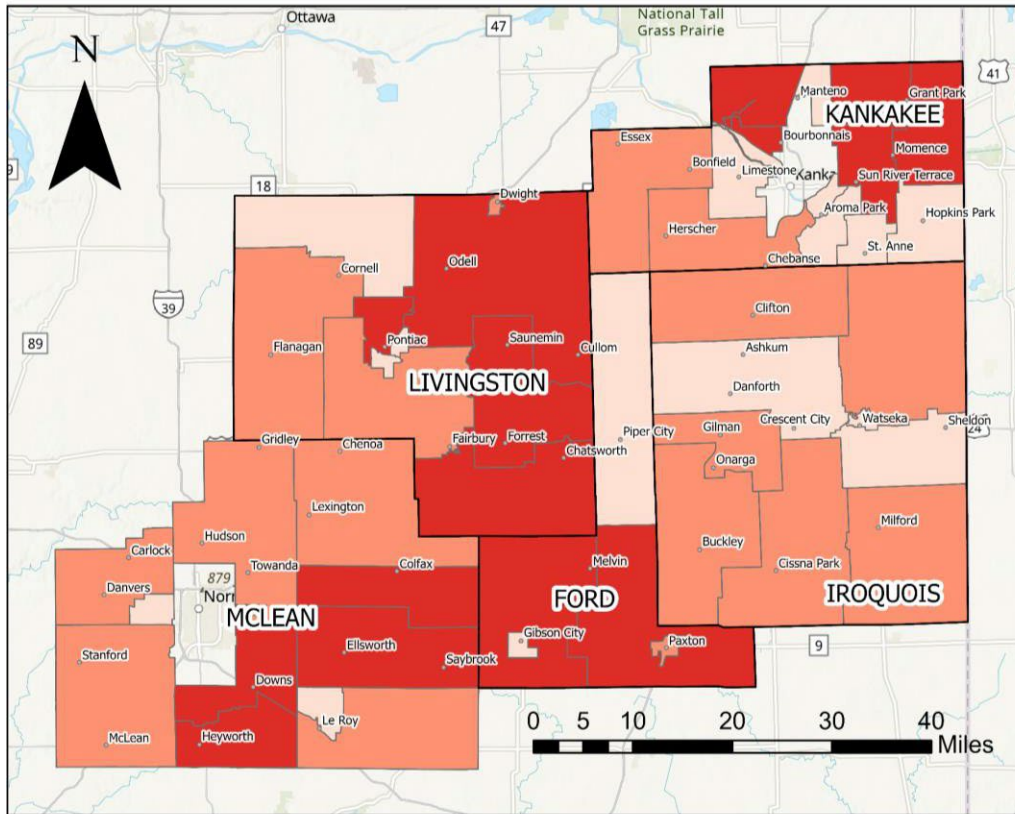 Ottawa
47
National Tall
Grass Prairie
N
41
Manteno
Grant Park
KANKAKEE
Essex
Bourbonnais
Momence
Bonfield
Limestone
Kanka
Sun River Terrace
9
18
Dwight
Aroma Park
Hopkins Park
Herscher
St. Anne
Odell
Chebanse
Cornell
39
Clifton
89
Pontiac
Saunemin
Cullom
Ashkum
Flanagan
LIVINGSTON
Danforth
Gridley
Chenoa
Fairbury
Forrest
Piper City
Gilman
Crescent City
Watseka
Sheldon
24
Chatsworth
Onarga
Lexington
Hudson
Milford
Carlock
Buckley
Towanda
Colfax
Melvin
Cissna Park
879
Danvers
Norr
MCLEAN
FORD
IROQUOIS
Ellsworth
Gibson City
Paxton
9
Stanford
Saybrook
Downs
Le Roy
McLean
Heyworth
0 5 10 20 30 40
Miles